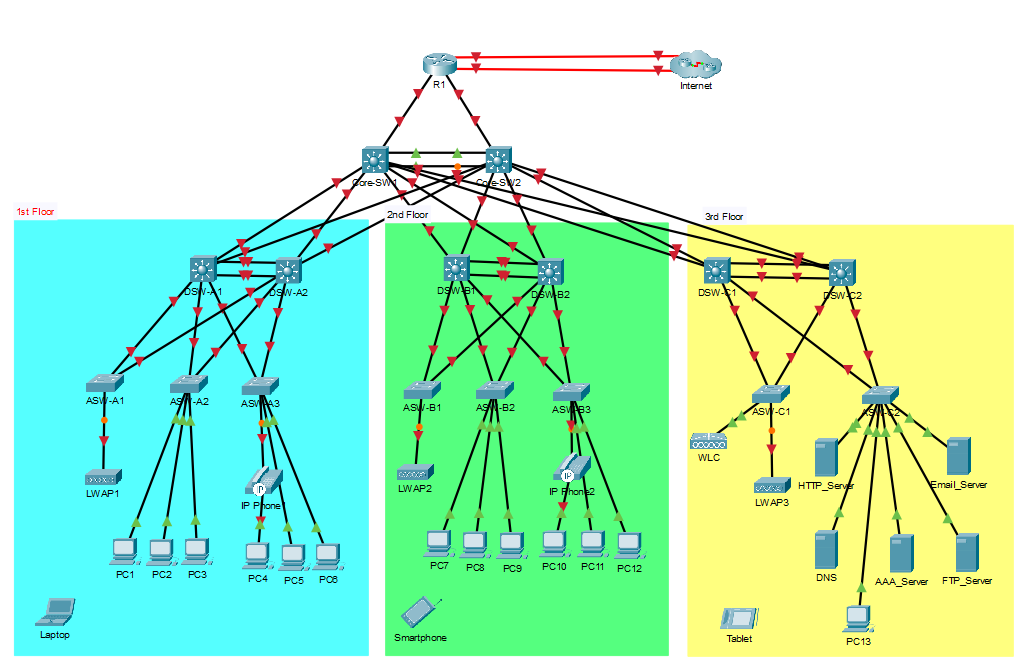 R1
Internet
Core-SW1
Core-SW2
1st Floor
2nd Floor
3rd Floor
DSW-A1
DSW-A2
DSW-B1
DSW-B2
DSW-C1
DSW-C2
ASW-A1
ASW-A2
ASW-A3
ASW-B1
ASW-B2
ASW-B3
ASW-C1
ASW-C2
LWAP1
IP
IP Phone1
LWAP2
IP
IP Phone2
WLC
LWAP3
HTTP_Server
Email_Server
PC1
PC2
PC3
PC4
PC5
PC6
PC7
PC8
PC9
PC10
PC11
PC12
DNS
AAA_Server
FTP_Server
Laptop
Smartphone
Tablet
PC13